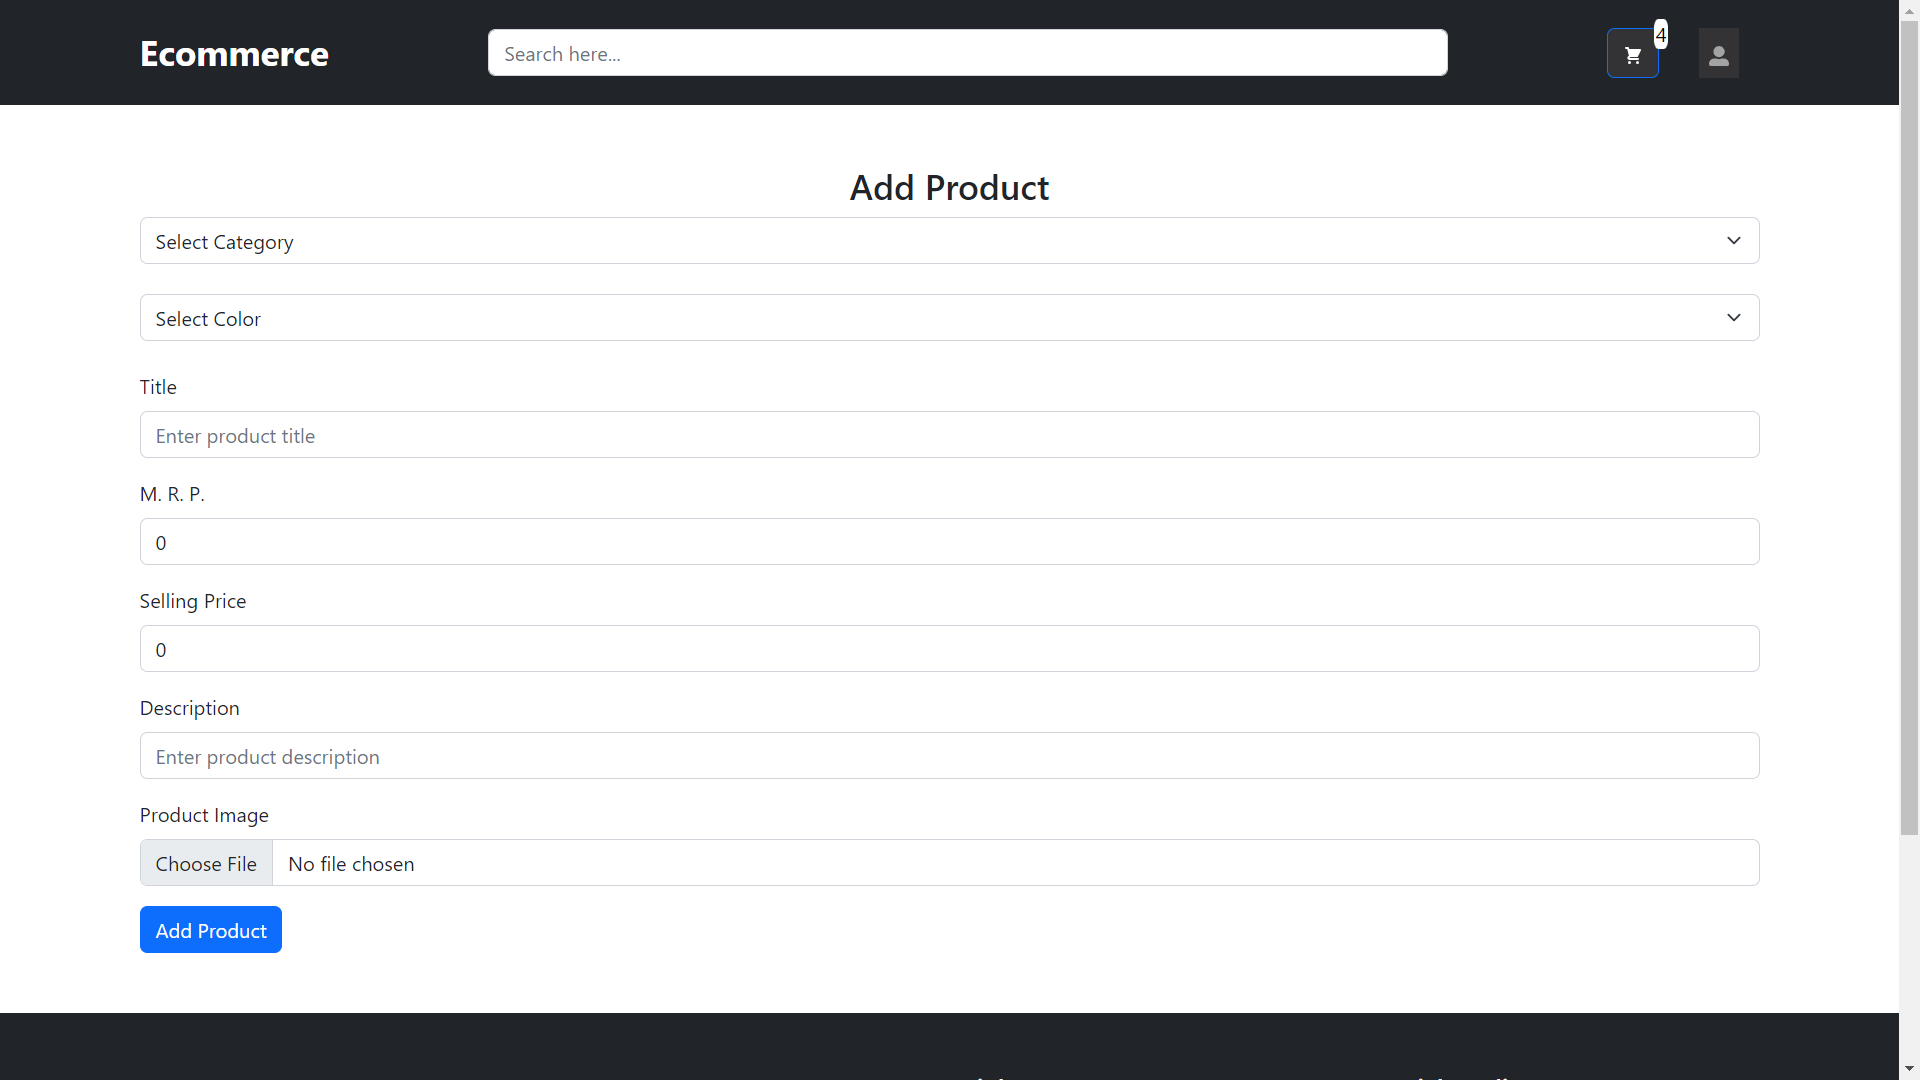 Ecommerce
Search here...
4
Add Product
Select Category
Select Color
Title
Enter product title
M. R. P.
0
Selling Price
0
Description
Enter product description
Product Image
Choose File No file chosen
Add Product